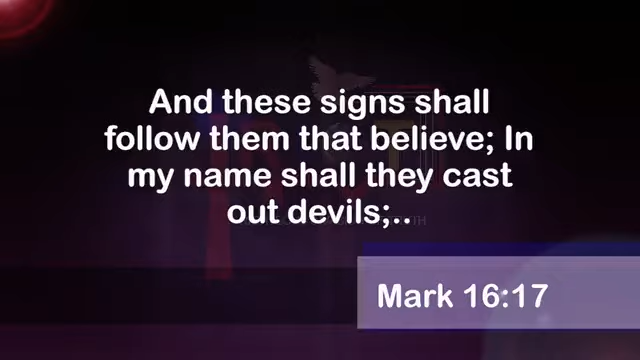 And these signs shall
follow them that believe; In
my name shall they cast
out devils;..
Mark 16:17